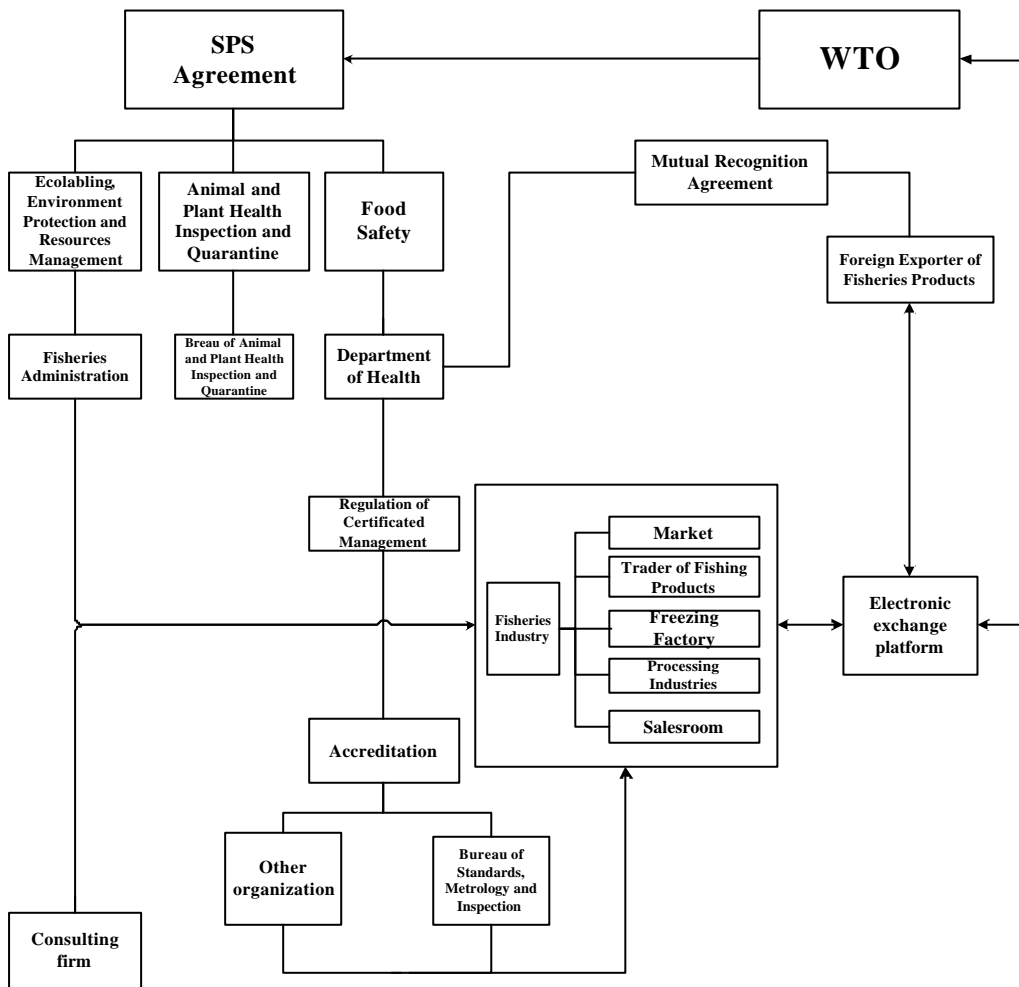 SPS
Agreement
WTO
Mutual Recognition
Agreement
Ecolabling,
Environment
Protection and
Resources
Management
Animal and
Plant Health
Inspection and
Quarantine
Food
Safety
Foreign Exporter of
Fisheries Products
Fisheries
Administration
Breau of Animal
and Plant Health
Inspection and
Quarantine
Department
of Health
Regulation of
Certificated
Management
Fisheries
Industry
Market
Trader of Fishing
Products
Freezing
Factory
Processing
Industries
Salesroom
Electronic
exchange
platform
Accreditation
Other
organization
Bureau of
Standards,
Metrology and
Inspection
Consulting
firm